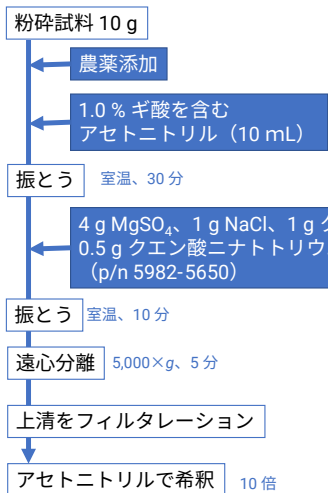 粉砕試料 10 g
農薬添加
1.0 % ギ酸を含む
アセトニトリル（10 mL）
振とう 室温、30 分
4 g MgSO₄、1 g NaCl、1 g
0.5 g クエン酸ニナトトリウ
（p/n 5982-5650）
振とう 室温、10 分
遠心分離 5,000×g、5 分
上清をフィルタレーション
アセトニトリルで希釈 10 倍